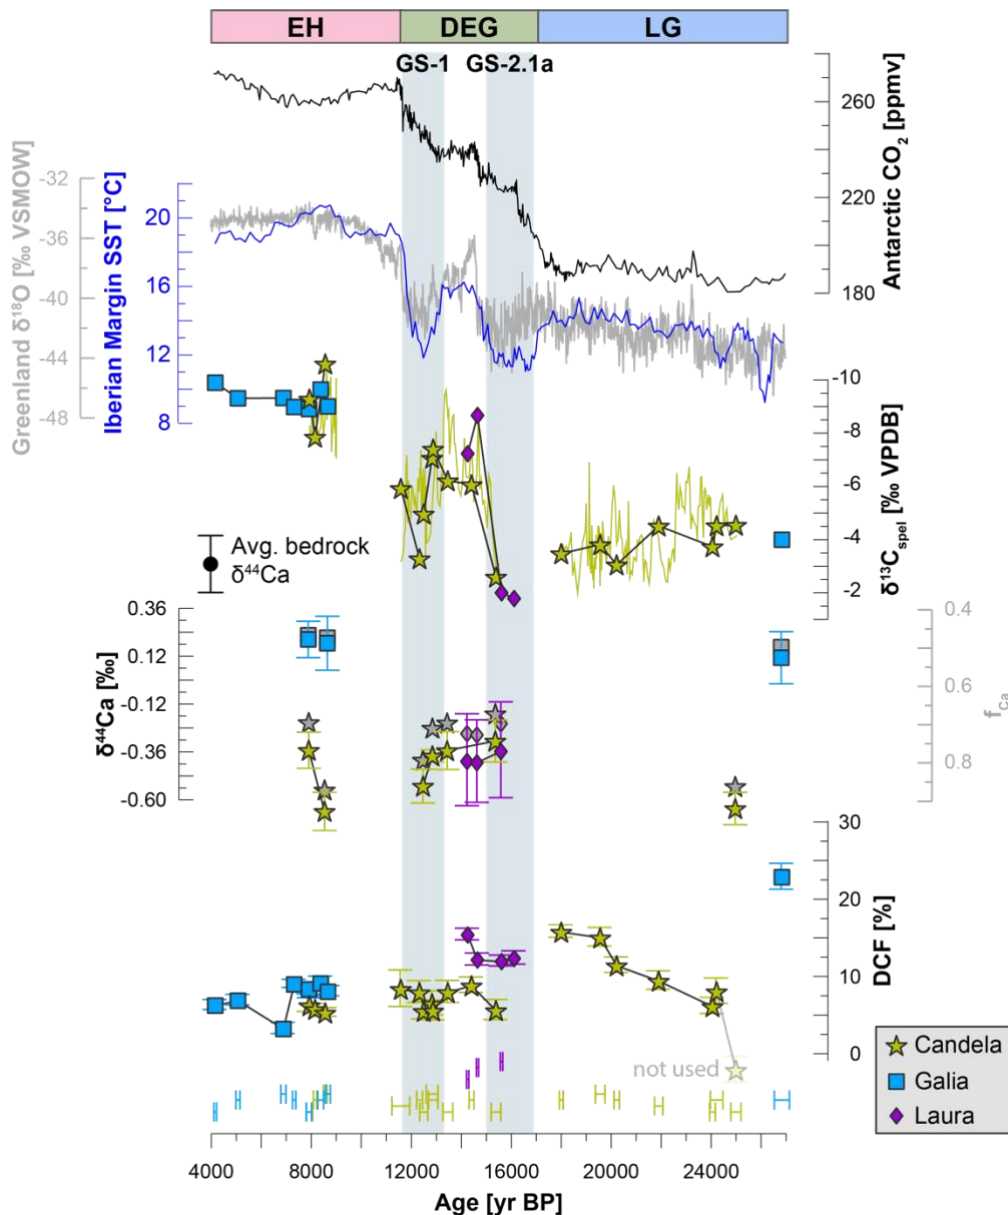 EH DEG LG
GS-1 GS-2.1a
260
220
180
Antarctic CO₂ [ppmv]
-32
-36
-40
-44
-48
Greenland δ¹⁸O [‰ VSMOW]
20
16
12
8
Iberian Margin SST [°C]
-10
-8
-6
-4
-2
δ¹³Cspel [‰ VPDB]
Avg. bedrock
δ⁴⁴Ca
0.36
0.12
-0.12
-0.36
-0.60
δ⁴⁴Ca [‰]
0.4
0.6
0.8
fCa
30
20
10
0
DCF [%]
not used
Candela
Galia
Laura
4000 8000 12000 16000 20000 24000
Age [yr BP]